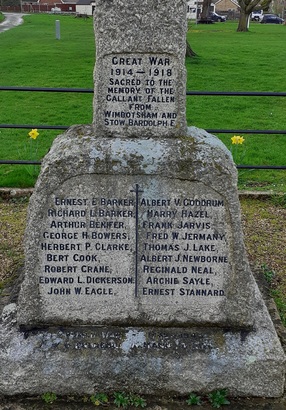 GREAT WAR
1914 – 1918
SACRED TO THE
MEMORY OF THE
GALLANT FALLEN
FROM
WIMBOTSHAM AND
STOW BARDOLPH E
ERNEST E BARKER
RICHARD L BARKER,
ARTHUR BEKIFER,
GEORGE H. BOWERS,
HERBERT P. CLARKE,
BERT COOK,
ROBERT CRANE,
EDWARD L. DICKERSON
JOHN W. EAGLE,
ALBERT V. GODDRUM
HARRY HAZEL,
FRANK JARVIS,
FRED W. JERMANY,
THOMAS J. LAKE,
ALBERT J. NEWBORNE
REGINALD NEAL,
ARCHIE SAYLE,
ERNEST STANNARD